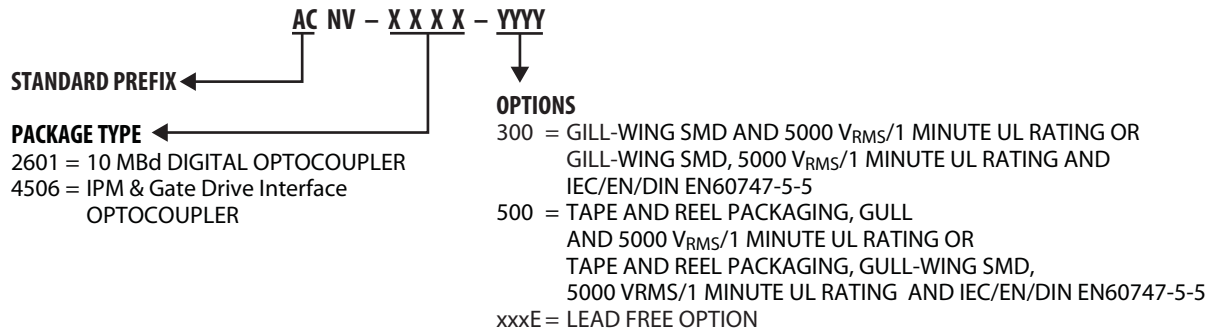 AC NV – X X X X – YYYY
STANDARD PREFIX
PACKAGE TYPE
2601 = 10 MBd DIGITAL OPTOCOUPLER
4506 = IPM & Gate Drive Interface
OPTOCOUPLER
OPTIONS
300 = GILL-WING SMD AND 5000 VRMS/1 MINUTE UL RATING OR
GILL-WING SMD, 5000 VRMS/1 MINUTE UL RATING AND
IEC/EN/DIN EN60747-5-5
500 = TAPE AND REEL PACKAGING, GULL
AND 5000 VRMS/1 MINUTE UL RATING OR
TAPE AND REEL PACKAGING, GULL-WING SMD,
5000 VRMS/1 MINUTE UL RATING AND IEC/EN/DIN EN60747-5-5
xxxE = LEAD FREE OPTION